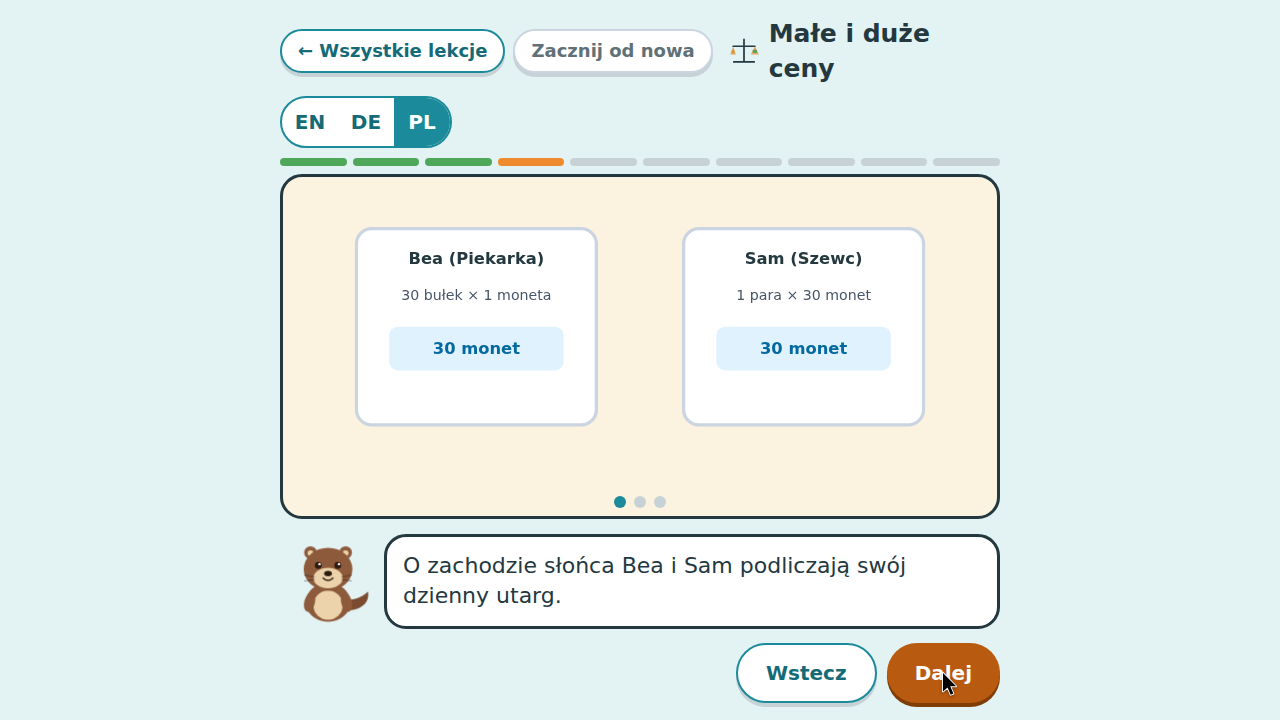 ← Wszystkie lekcje
Zacznij od nowa
Małe i duże
ceny
EN DE PL
Bea (Piekarka)
30 bułek × 1 moneta
30 monet
Sam (Szewc)
1 para × 30 monet
30 monet
O zachodzie słońca Bea i Sam podliczają swój
dzienny utarg.
Wstecz
Dalej